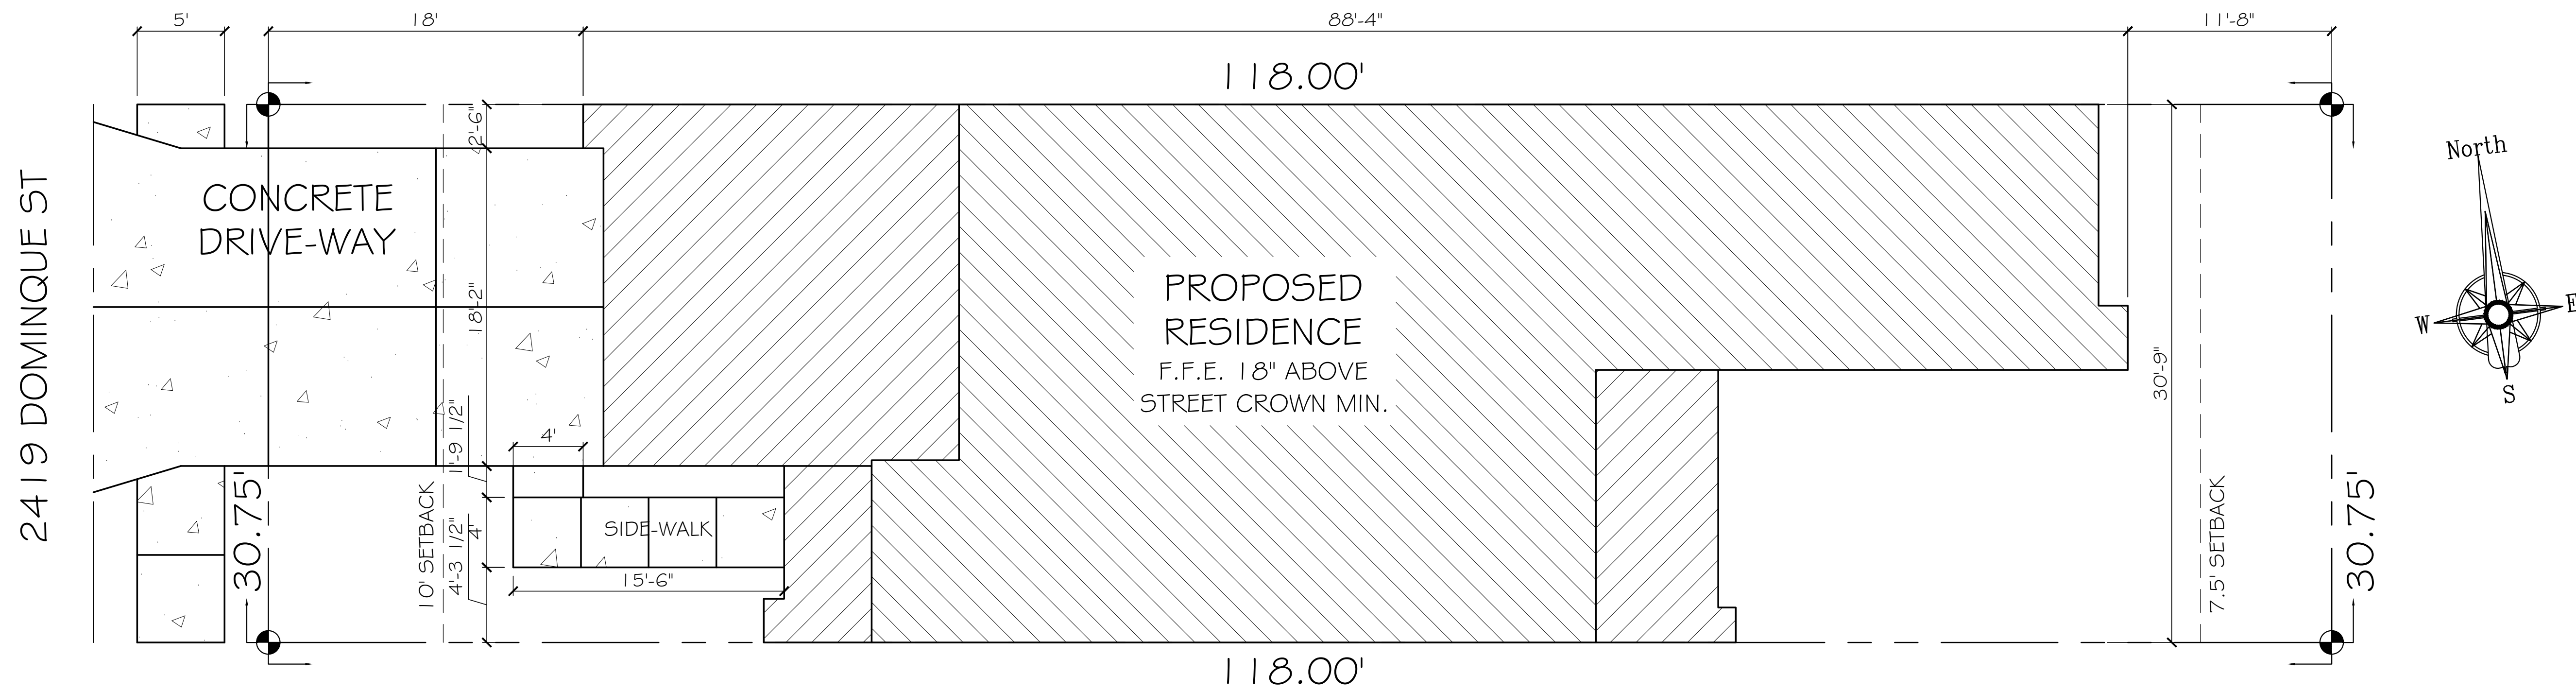 5'
18'
88'-4"
11'-8"
118.00'
2'-6"
North
CONCRETE
DRIVE-WAY
2419 DOMINQUE ST
PROPOSED
RESIDENCE
F.F.E. 18" ABOVE
STREET CROWN MIN.
18'-2"
W
E
S
30'-9"
1'-9 1/2"
4'
30.75'
10' SETBACK
4'-3 1/2"
4'
SIDE-WALK
15'-6"
7.5' SETBACK
30.75'
118.00'